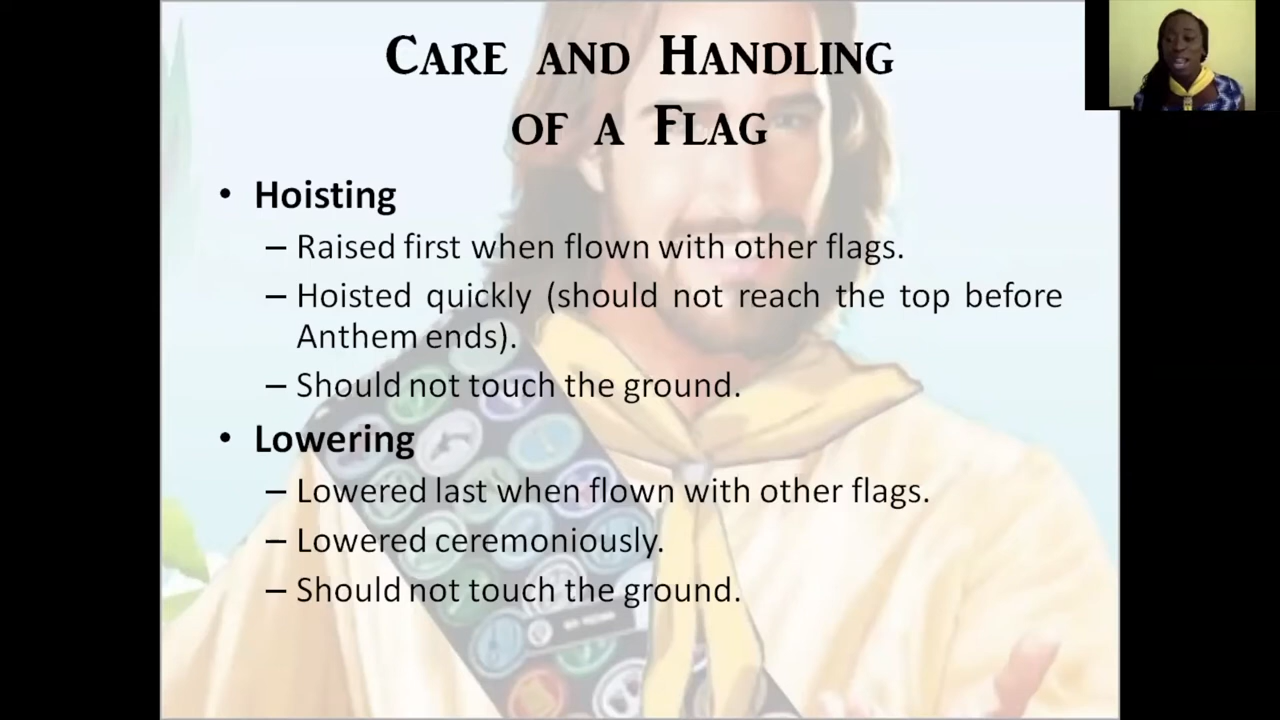 CARE AND HANDLING
OF A FLAG
• Hoisting
– Raised first when flown with other flags.
– Hoisted quickly (should not reach the top before
Anthem ends).
– Should not touch the ground.
• Lowering
– Lowered last when flown with other flags.
– Lowered ceremoniously.
– Should not touch the ground.